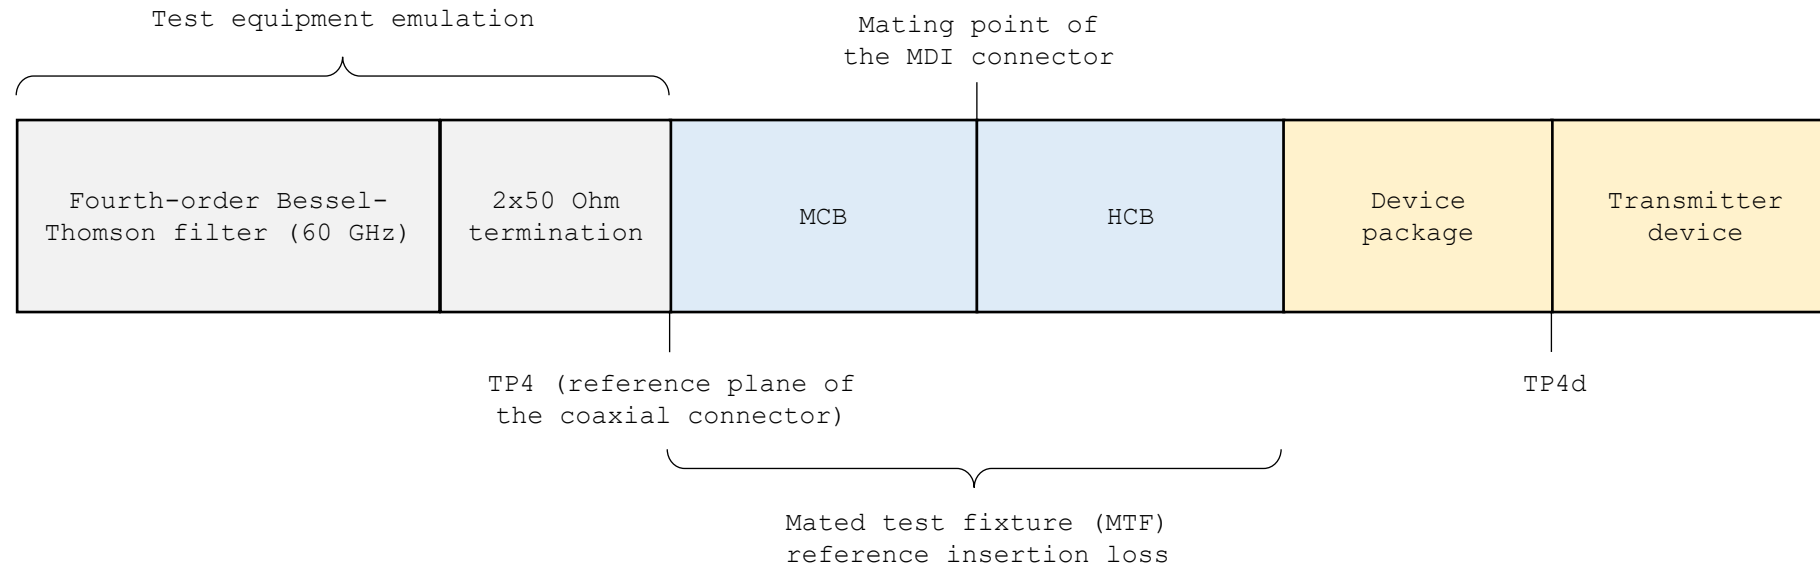 Test equipment emulation
Mating point of
the MDI connector
Fourth-order Bessel-
Thomson filter (60 GHz)
2x50 Ohm
termination
MCB
HCB
Device
package
Transmitter
device
TP4 (reference plane of
the coaxial connector)
TP4d
Mated test fixture (MTF)
reference insertion loss